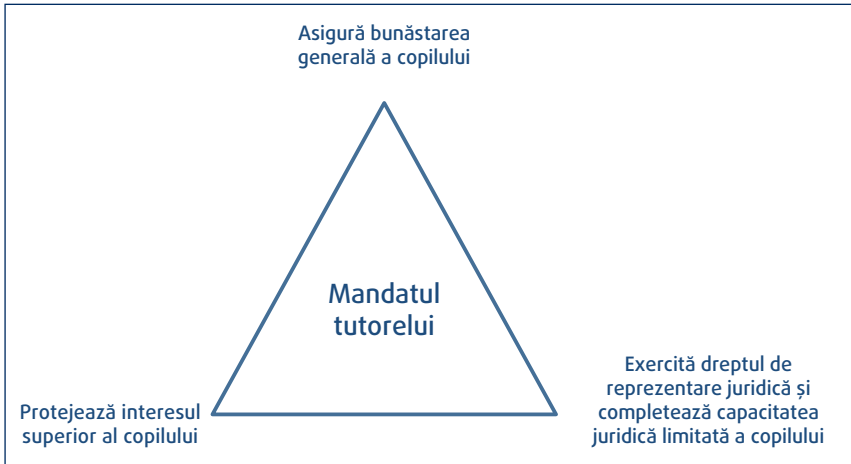 Asigură bunăstarea
generală a copilului
Mandatul
tutorelui
Protejează interesul
superior al copilului
Exercită dreptul de
reprezentare juridică și
completează capacitatea
juridică limitată a copilului